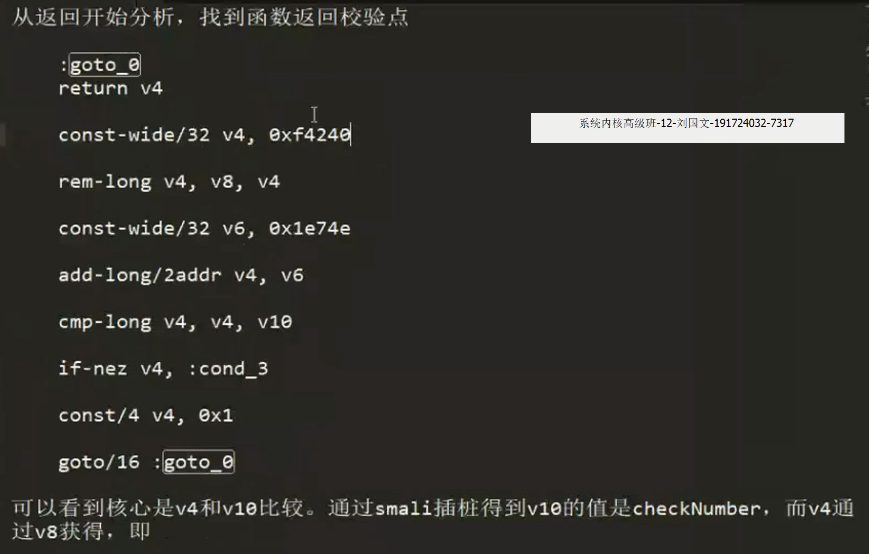 从返回开始分析，找到函数返回校验点
:goto_0
return v4
const-wide/32 v4, 0xf4240
系统内核高级班-12-刘国文-191724032-7317
rem-long v4, v8, v4
const-wide/32 v6, 0x1e74e
add-long/2addr v4, v6
cmp-long v4, v4, v10
if-nez v4, :cond_3
const/4 v4, 0x1
goto/16 :goto_0
可以看到核心是v4和v10比较。通过smali插桩得到v10的值是checkNumber，而v4通
过v8获得，即